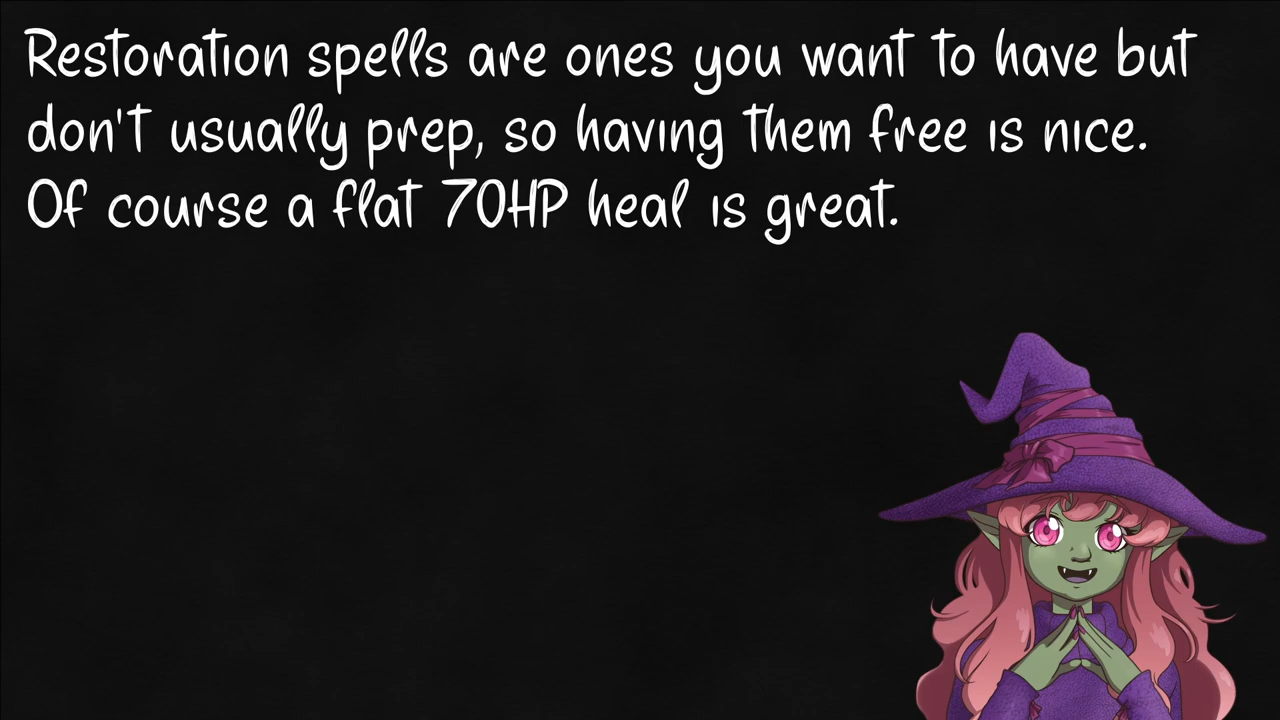 Restoration spells are ones you want to have but
don't usually prep, so having them free is nice.
Of course a flat 70HP heal is great.